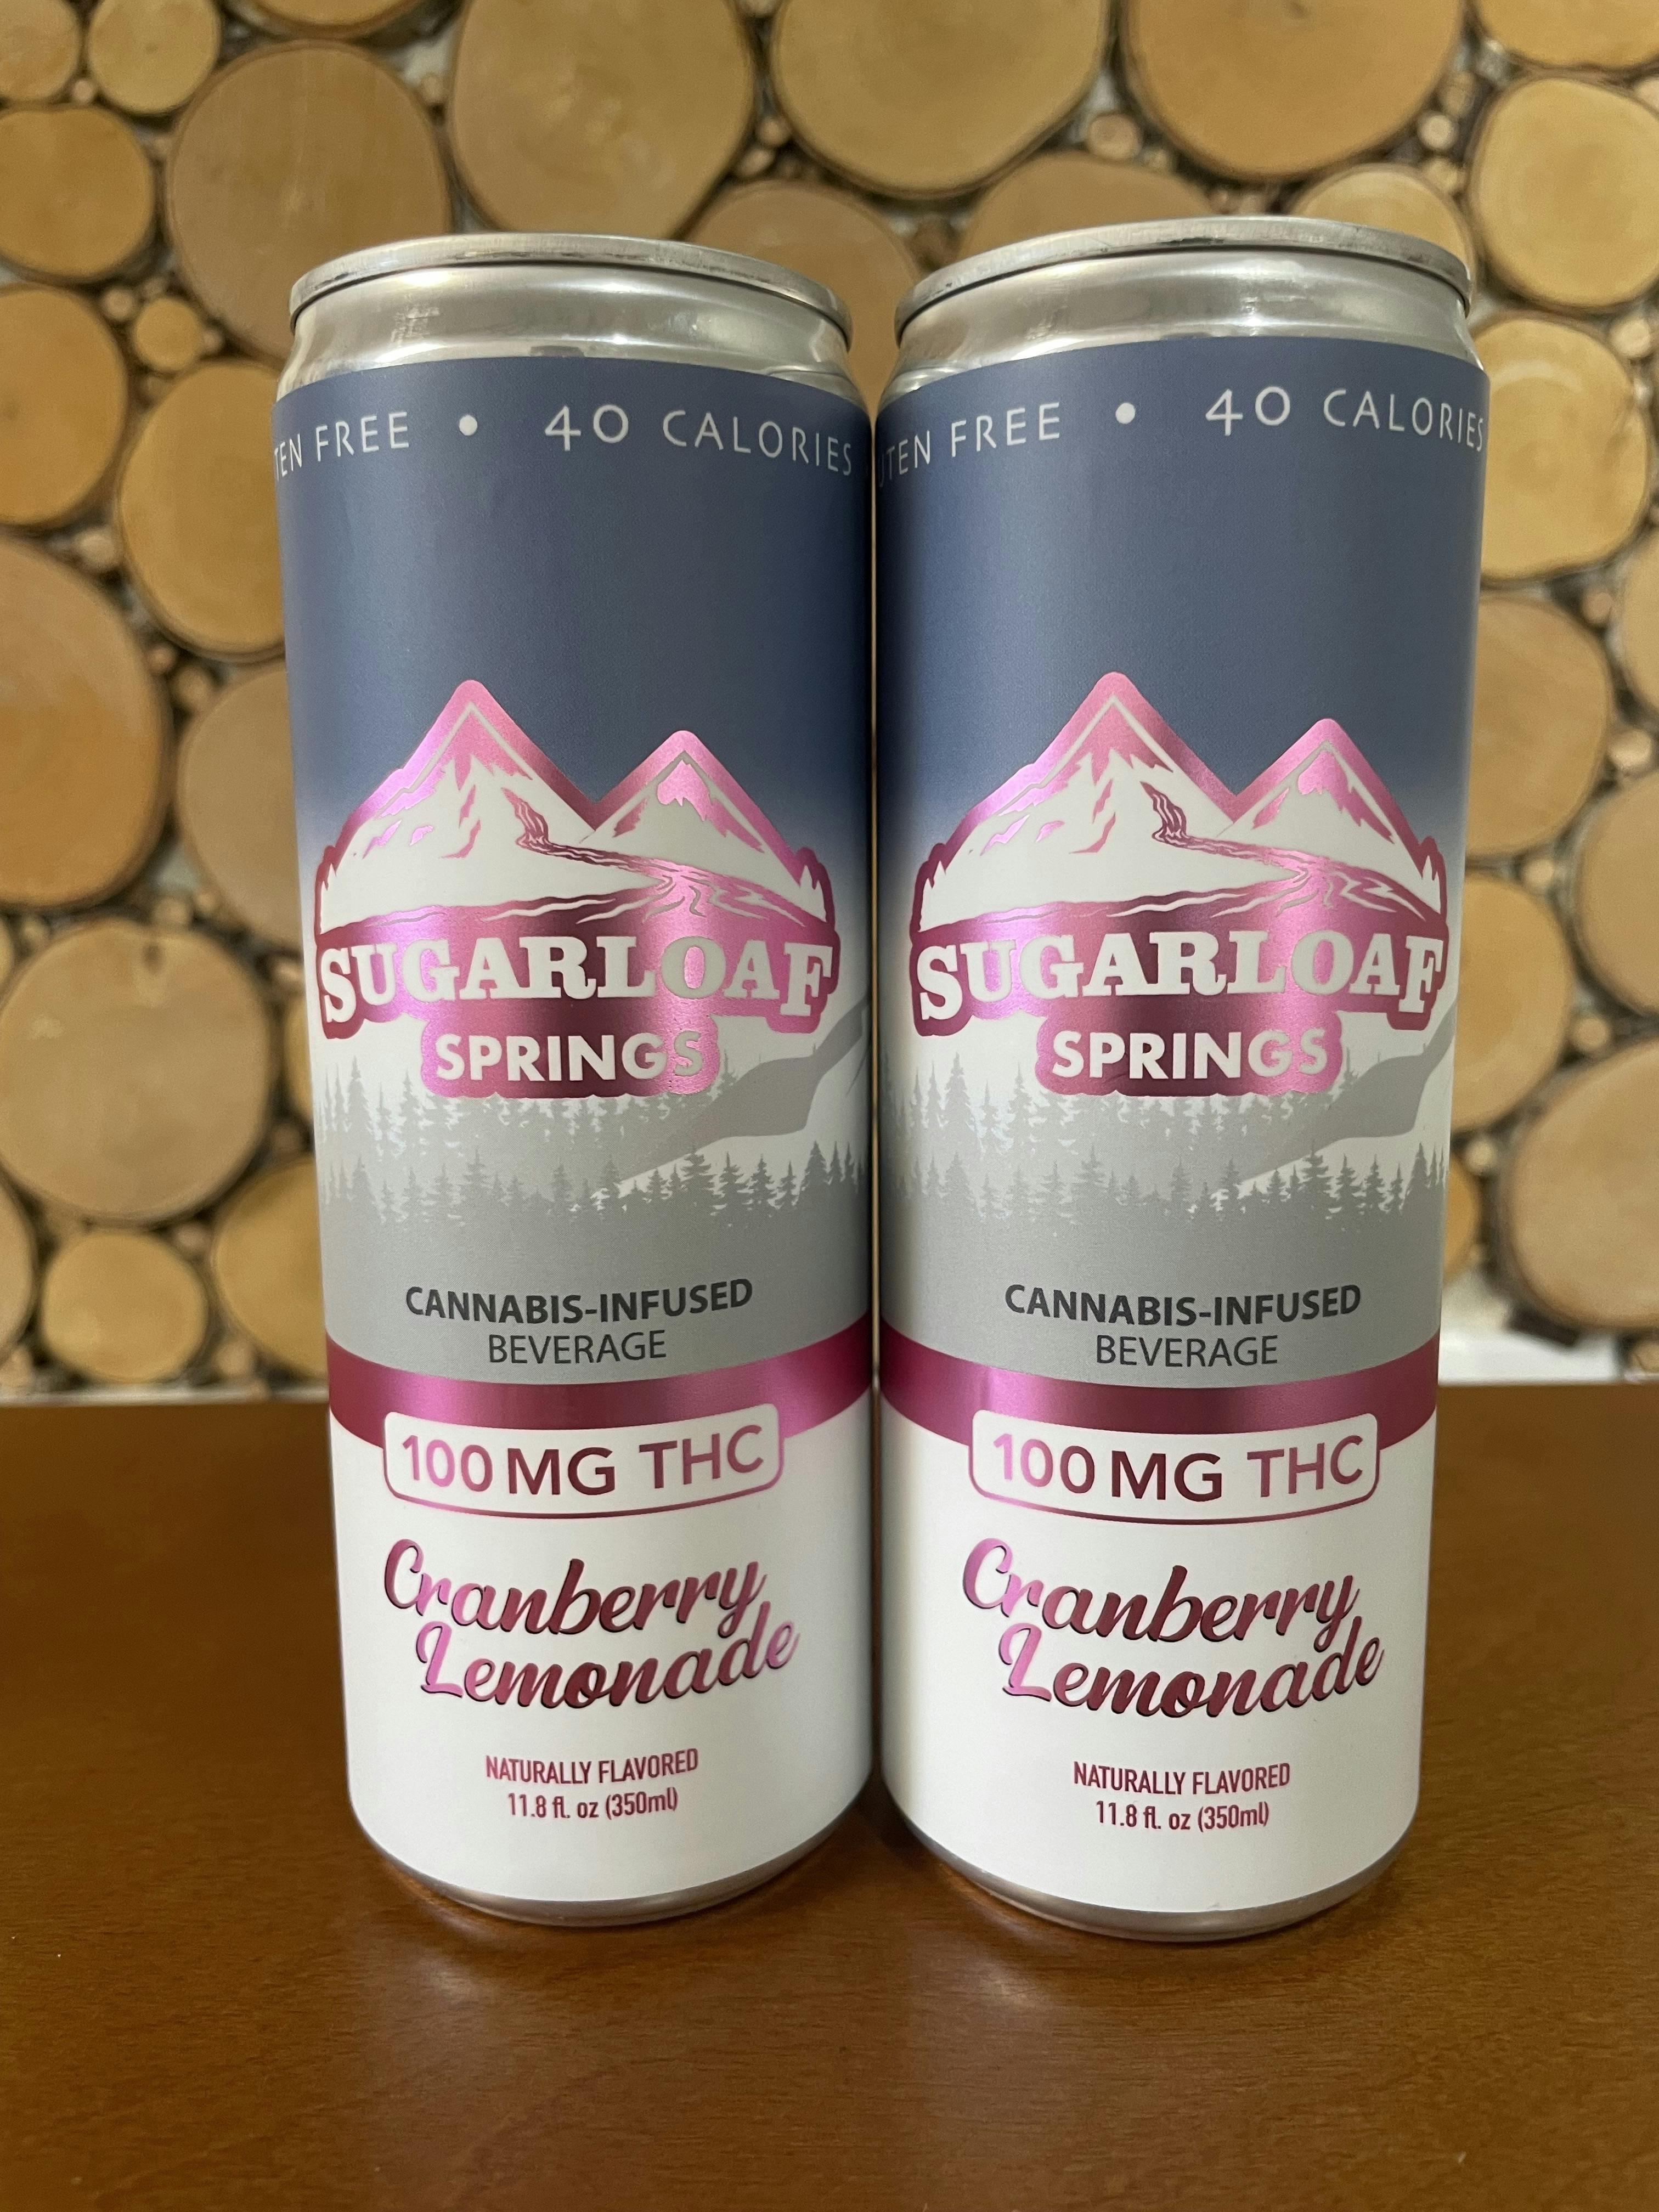 TEN FREE • 40 CALORIES
SUGARLOAF
SPRINGS
CANNABIS-INFUSED
BEVERAGE
100 MG THC
Cranberry
Lemonade
NATURALLY FLAVORED
11.8 fl. oz (350ml)
UTEN FREE • 40 CALORIES
SUGARLOAF
SPRINGS
CANNABIS-INFUSED
BEVERAGE
100 MG THC
Cranberry
Lemonade
NATURALLY FLAVORED
11.8 fl. oz (350ml)